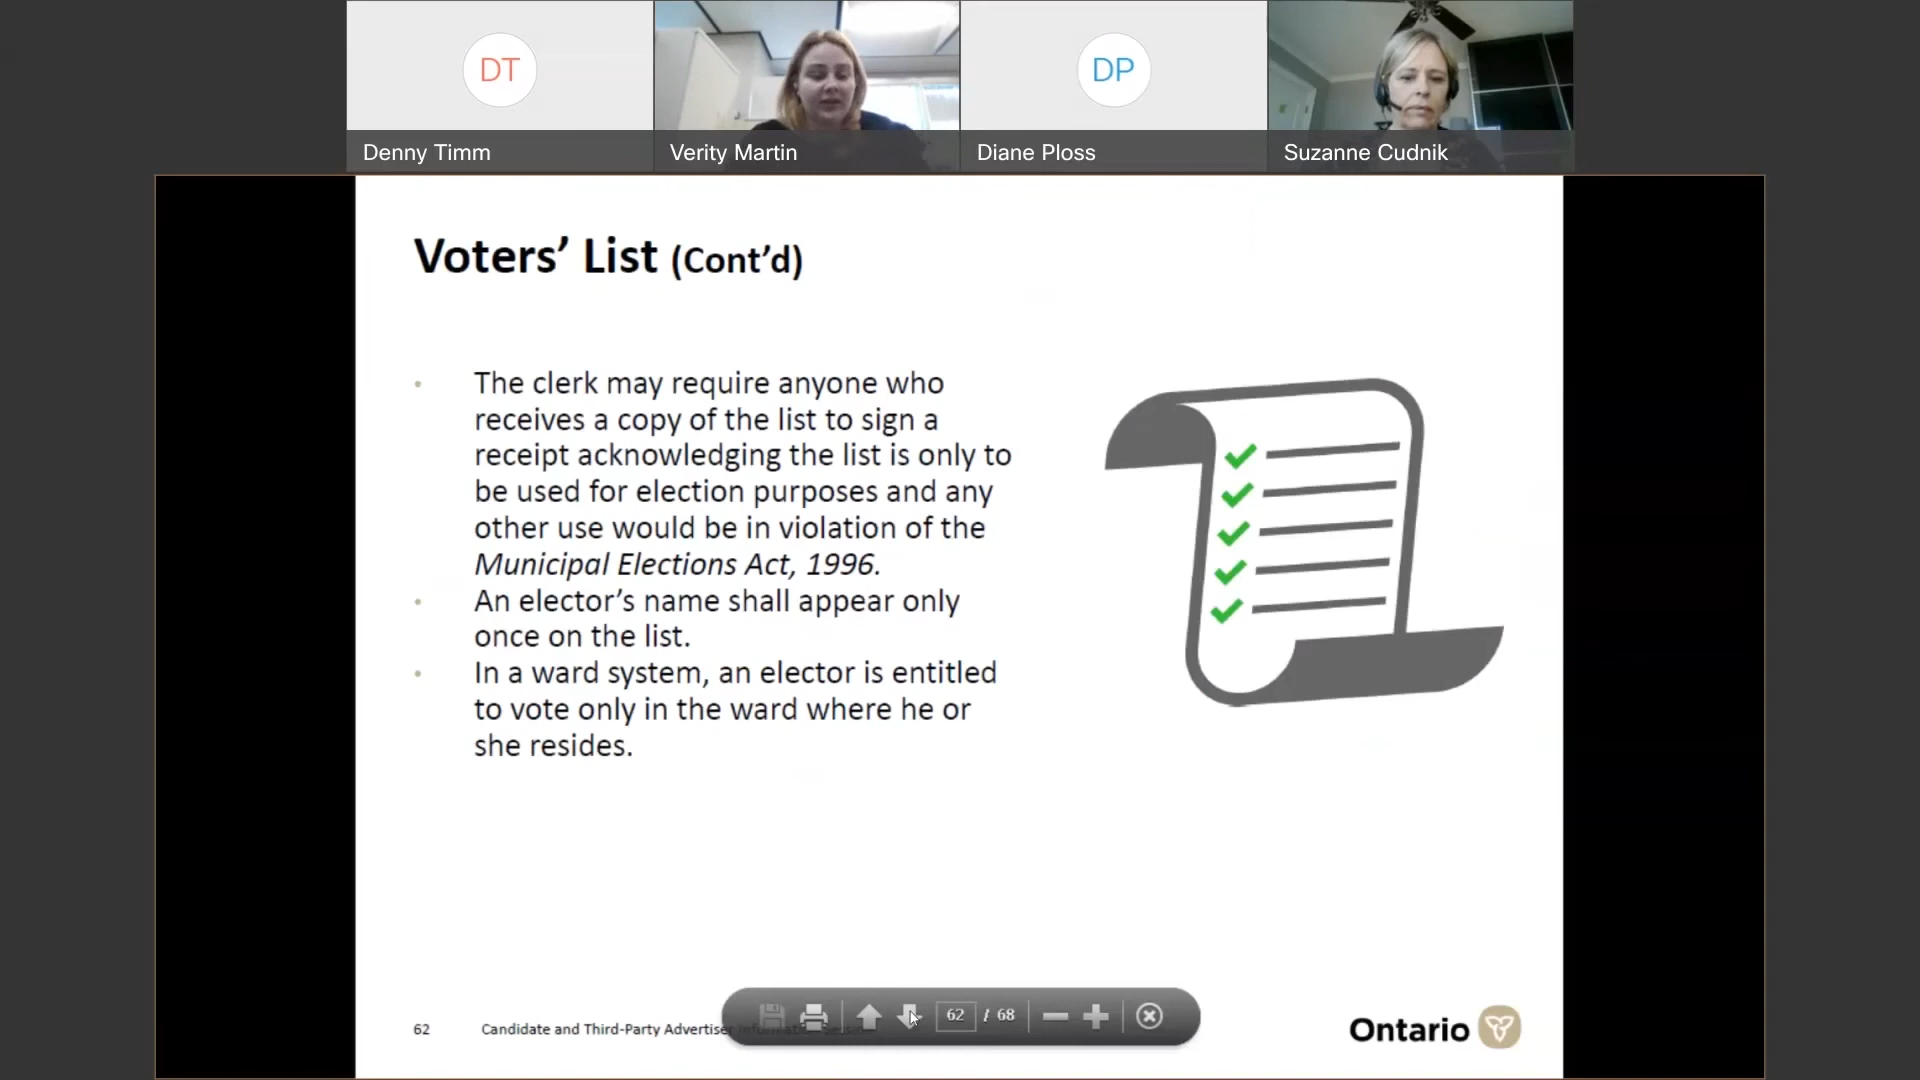 DT
DP
Denny Timm
Verity Martin
Diane Ploss
Suzanne Cudnik
Voters’ List (Cont’d)
• The clerk may require anyone who
receives a copy of the list to sign a
receipt acknowledging the list is only to
be used for election purposes and any
other use would be in violation of the
Municipal Elections Act, 1996.
• An elector’s name shall appear only
once on the list.
• In a ward system, an elector is entitled
to vote only in the ward where he or
she resides.
62 / 68
62
Candidate and Third-Party Advertiser
Ontario